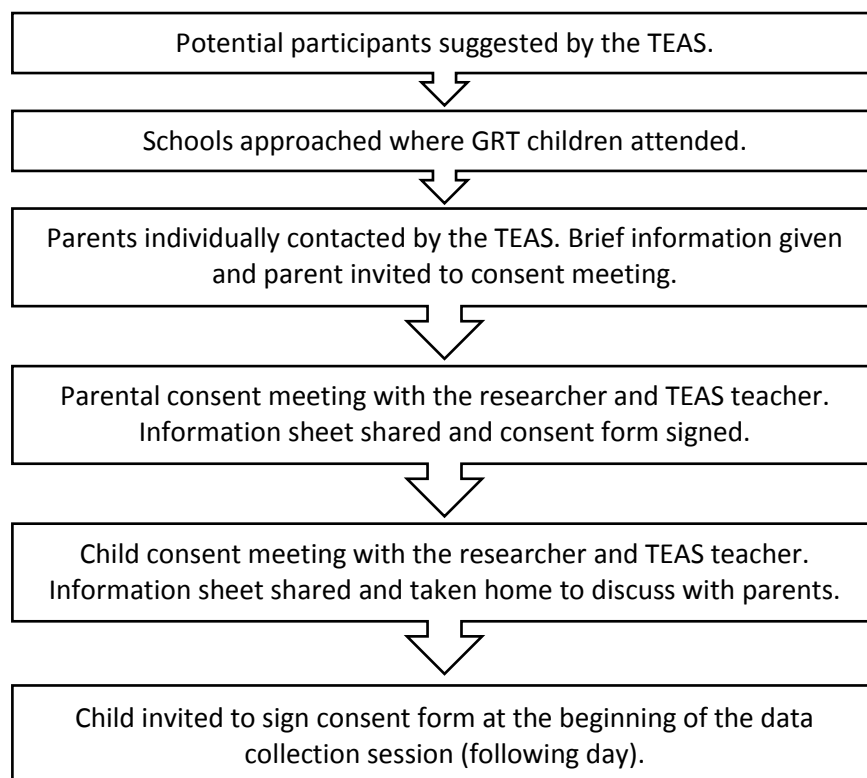 Potential participants suggested by the TEAS.
Schools approached where GRT children attended.
Parents individually contacted by the TEAS. Brief information given
and parent invited to consent meeting.
Parental consent meeting with the researcher and TEAS teacher.
Information sheet shared and consent form signed.
Child consent meeting with the researcher and TEAS teacher.
Information sheet shared and taken home to discuss with parents.
Child invited to sign consent form at the beginning of the data
collection session (following day).